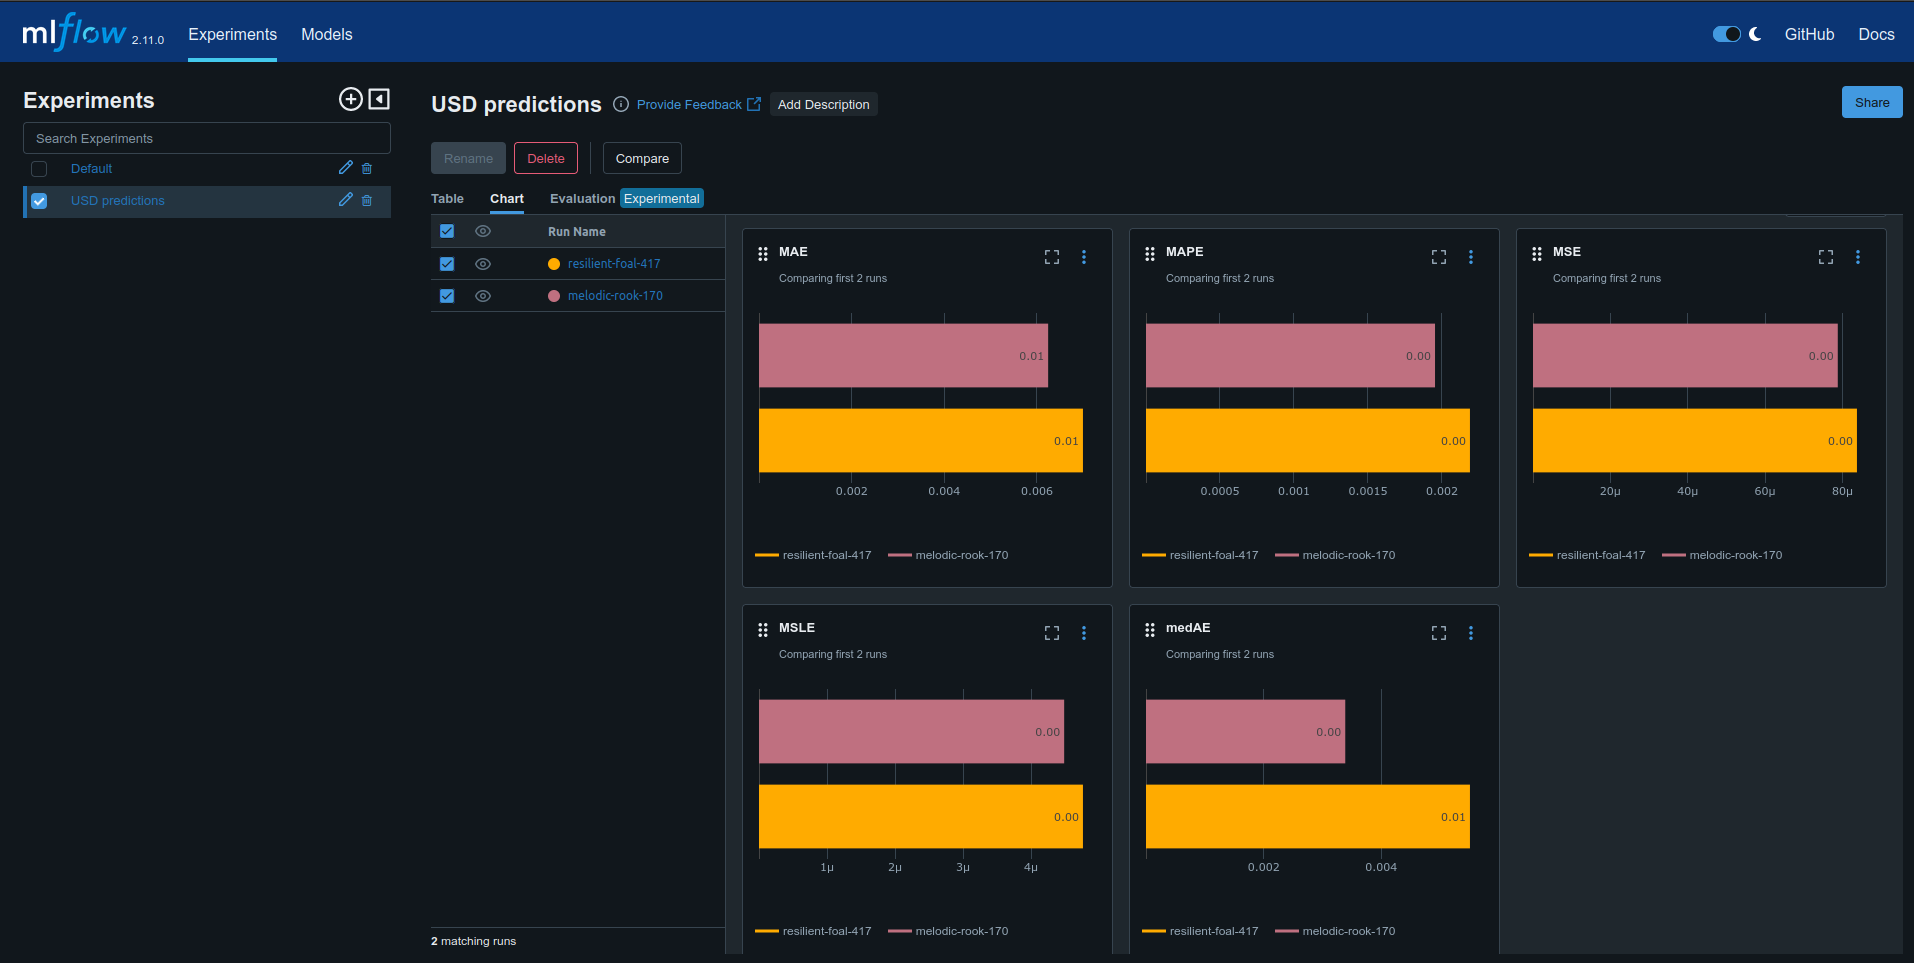 mlflow 2.11.0 Experiments Models GitHub Docs
Experiments
Search Experiments
Default
USD predictions
USD predictions Provide Feedback Add Description Share
Rename Delete Compare
Table Chart Evaluation Experimental
Run Name
resilient-foal-417
melodic-rook-170
2 matching runs
MAE
Comparing first 2 runs
0.01
0.01
0.002 0.004 0.006
resilient-foal-417 melodic-rook-170
MAPE
Comparing first 2 runs
0.00
0.00
0.0005 0.001 0.0015 0.002
resilient-foal-417 melodic-rook-170
MSE
Comparing first 2 runs
0.00
0.00
20μ 40μ 60μ 80μ
resilient-foal-417 melodic-rook-170
MSLE
Comparing first 2 runs
0.00
0.00
1μ 2μ 3μ 4μ
resilient-foal-417 melodic-rook-170
medAE
Comparing first 2 runs
0.00
0.01
0.002 0.004
resilient-foal-417 melodic-rook-170